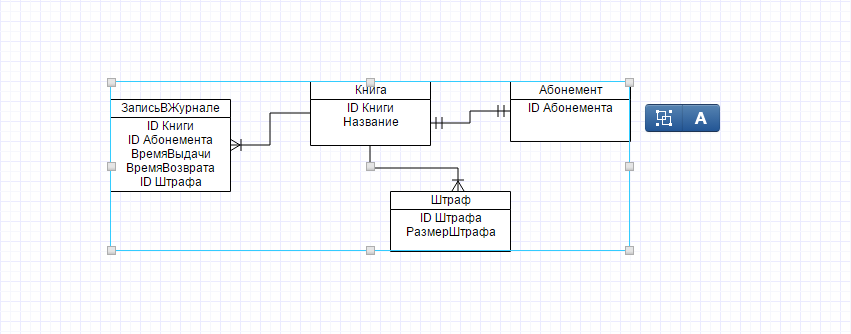 ЗаписьВЖурнале
ID Книги
ID Абонемента
ВремяВыдачи
ВремяВозврата
ID Штрафа
Книга
ID Книги
Название
Абонемент
ID Абонемента
A
Штраф
ID Штрафа
РазмерШтрафа